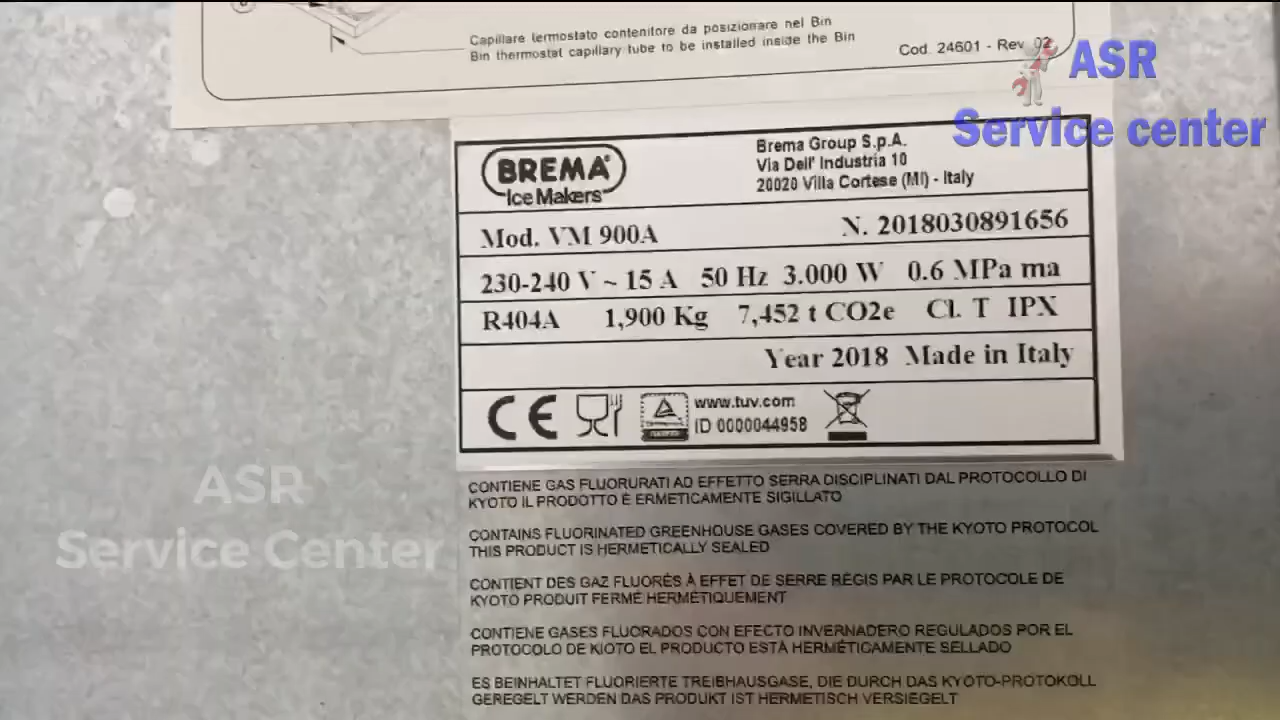 Capillare termostato contenitore da posizionare nel Bin
Bin thermostat capillary tube to be installed inside the Bin
Cod. 24601 - Rev. 02
ASR
Service center
BREMA®
Ice Makers
Brema Group S.p.A.
Via Dell' Industria 10
20020 Villa Cortese (MI) - Italy
Mod. VM 900A N. 2018030891656
230-240 V ~ 15 A 50 Hz 3.000 W 0.6 MPa ma
R404A 1,900 Kg 7,452 t CO2e Cl. T IPX
Year 2018 Made in Italy
CE
www.tuv.com
ID 0000044958
ASR
Service Center
CONTIENE GAS FLUORURATI AD EFFETTO SERRA DISCIPLINATI DAL PROTOCOLLO DI
KYOTO IL PRODOTTO È ERMETICAMENTE SIGILLATO
CONTAINS FLUORINATED GREENHOUSE GASES COVERED BY THE KYOTO PROTOCOL
THIS PRODUCT IS HERMETICALLY SEALED
CONTIENT DES GAZ FLUORÉS À EFFET DE SERRE RÉGIS PAR LE PROTOCOLE DE
KYOTO PRODUIT FERMÉ HERMÉTIQUEMENT
CONTIENE GASES FLUORADOS CON EFECTO INVERNADERO REGULADOS POR EL
PROTOCOLO DE KIOTO EL PRODUCTO ESTÁ HERMÉTICAMENTE SELLADO
ES BEINHALTET FLUORIERTE TREIBHAUSGASE, DIE DURCH DAS KYOTO-PROTOKOLL
GEREGELT WERDEN DAS PRODUKT IST HERMETISCH VERSIEGELT